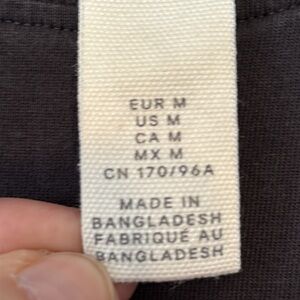 EUR M
US M
CA M
MX M
CN 170/96A
MADE IN
BANGLADESH
FABRIQUÉ AU
BANGLADESH